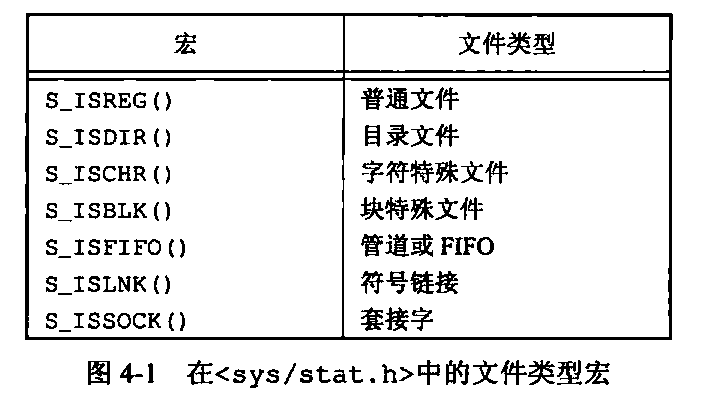 宏 文件类型
S_ISREG() 普通文件
S_ISDIR() 目录文件
S_ISCHR() 字符特殊文件
S_ISBLK() 块特殊文件
S_ISFIFO() 管道或 FIFO
S_ISLNK() 符号链接
S_ISSOCK() 套接字
图 4-1 在<sys/stat.h>中的文件类型宏